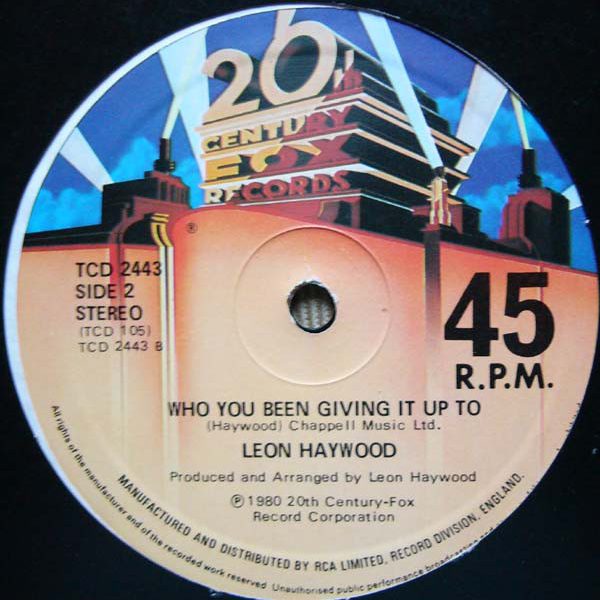 20th
CENTURY
FOX
RECORDS
®
TCD 2443
SIDE 2
STEREO
(TCD 105)
TCD 2443 B
45
R.P.M.
WHO YOU BEEN GIVING IT UP TO
(Haywood) Chappell Music Ltd.
LEON HAYWOOD
Produced and Arranged by Leon Haywood
℗ 1980 20th Century-Fox
Record Corporation
MANUFACTURED AND DISTRIBUTED BY RCA LIMITED, RECORD DIVISION, ENGLAND.
All rights of the manufacturer and of the recorded work reserved Unauthorised public performance broadcasting and